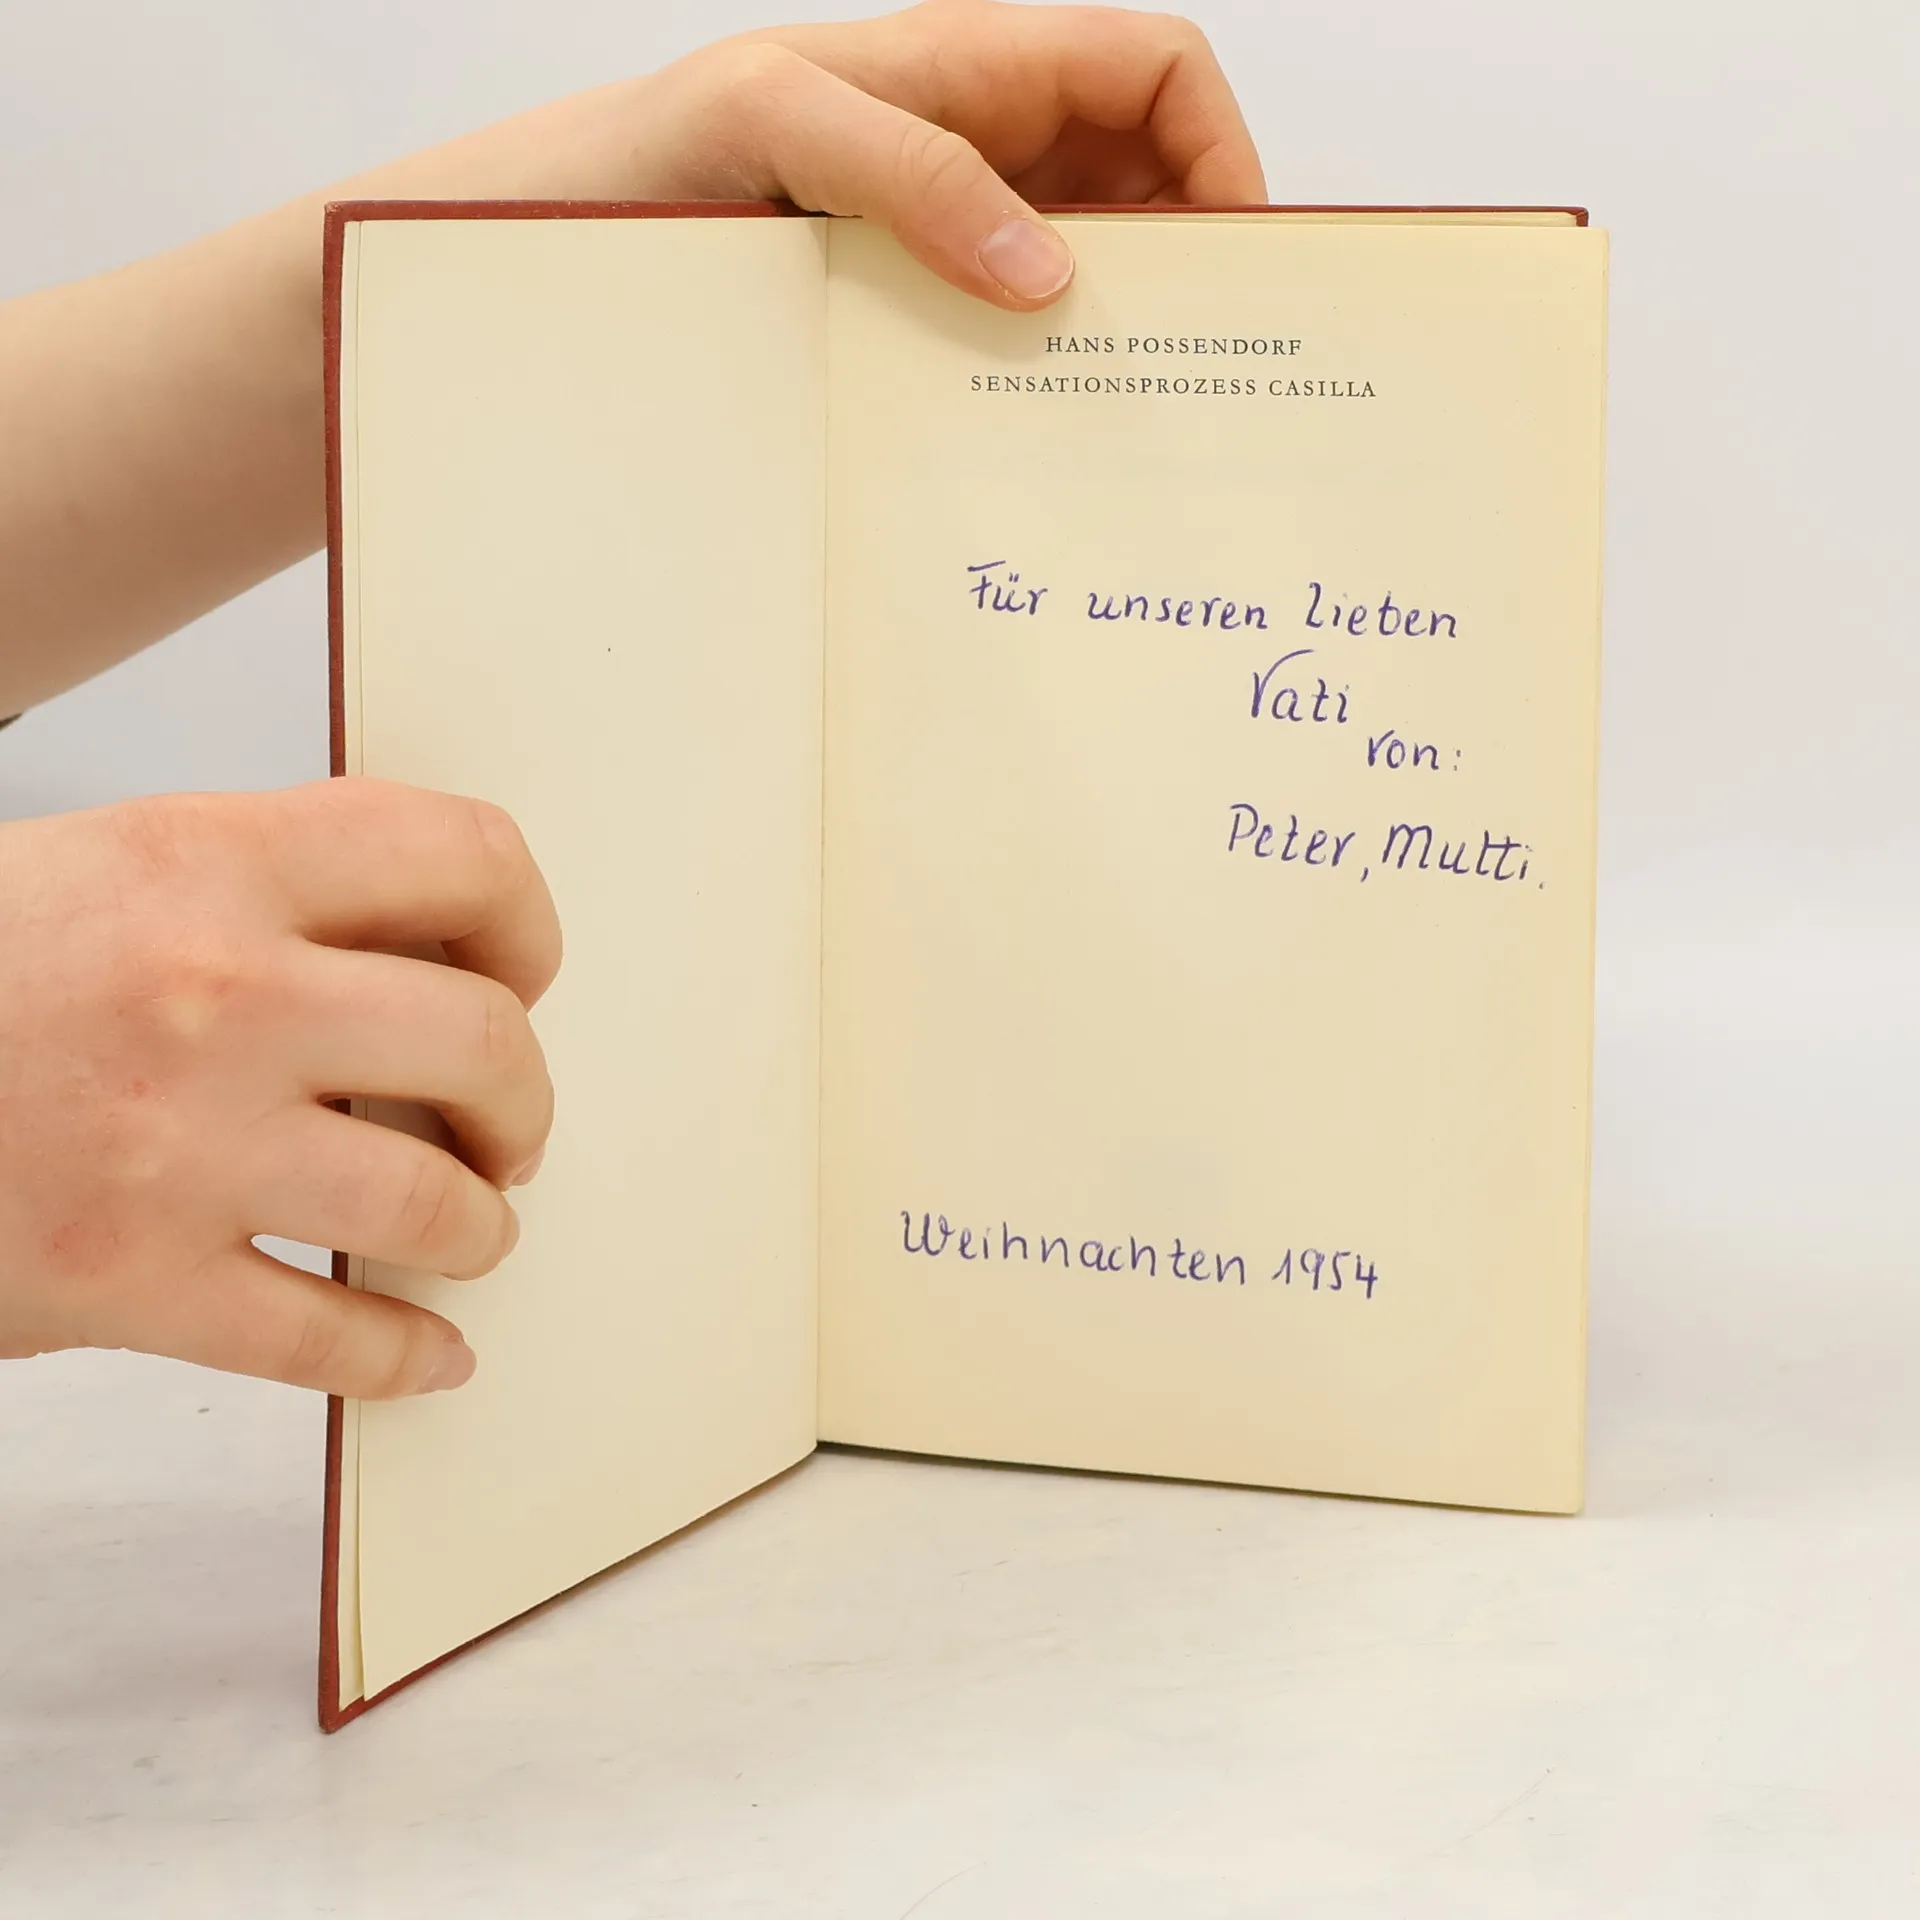 HANS POSSENDORF
SENSATIONSPROZESS CASILLA
Für unseren lieben
Vati
von:
Peter, Mutti.
Weihnachten 1954